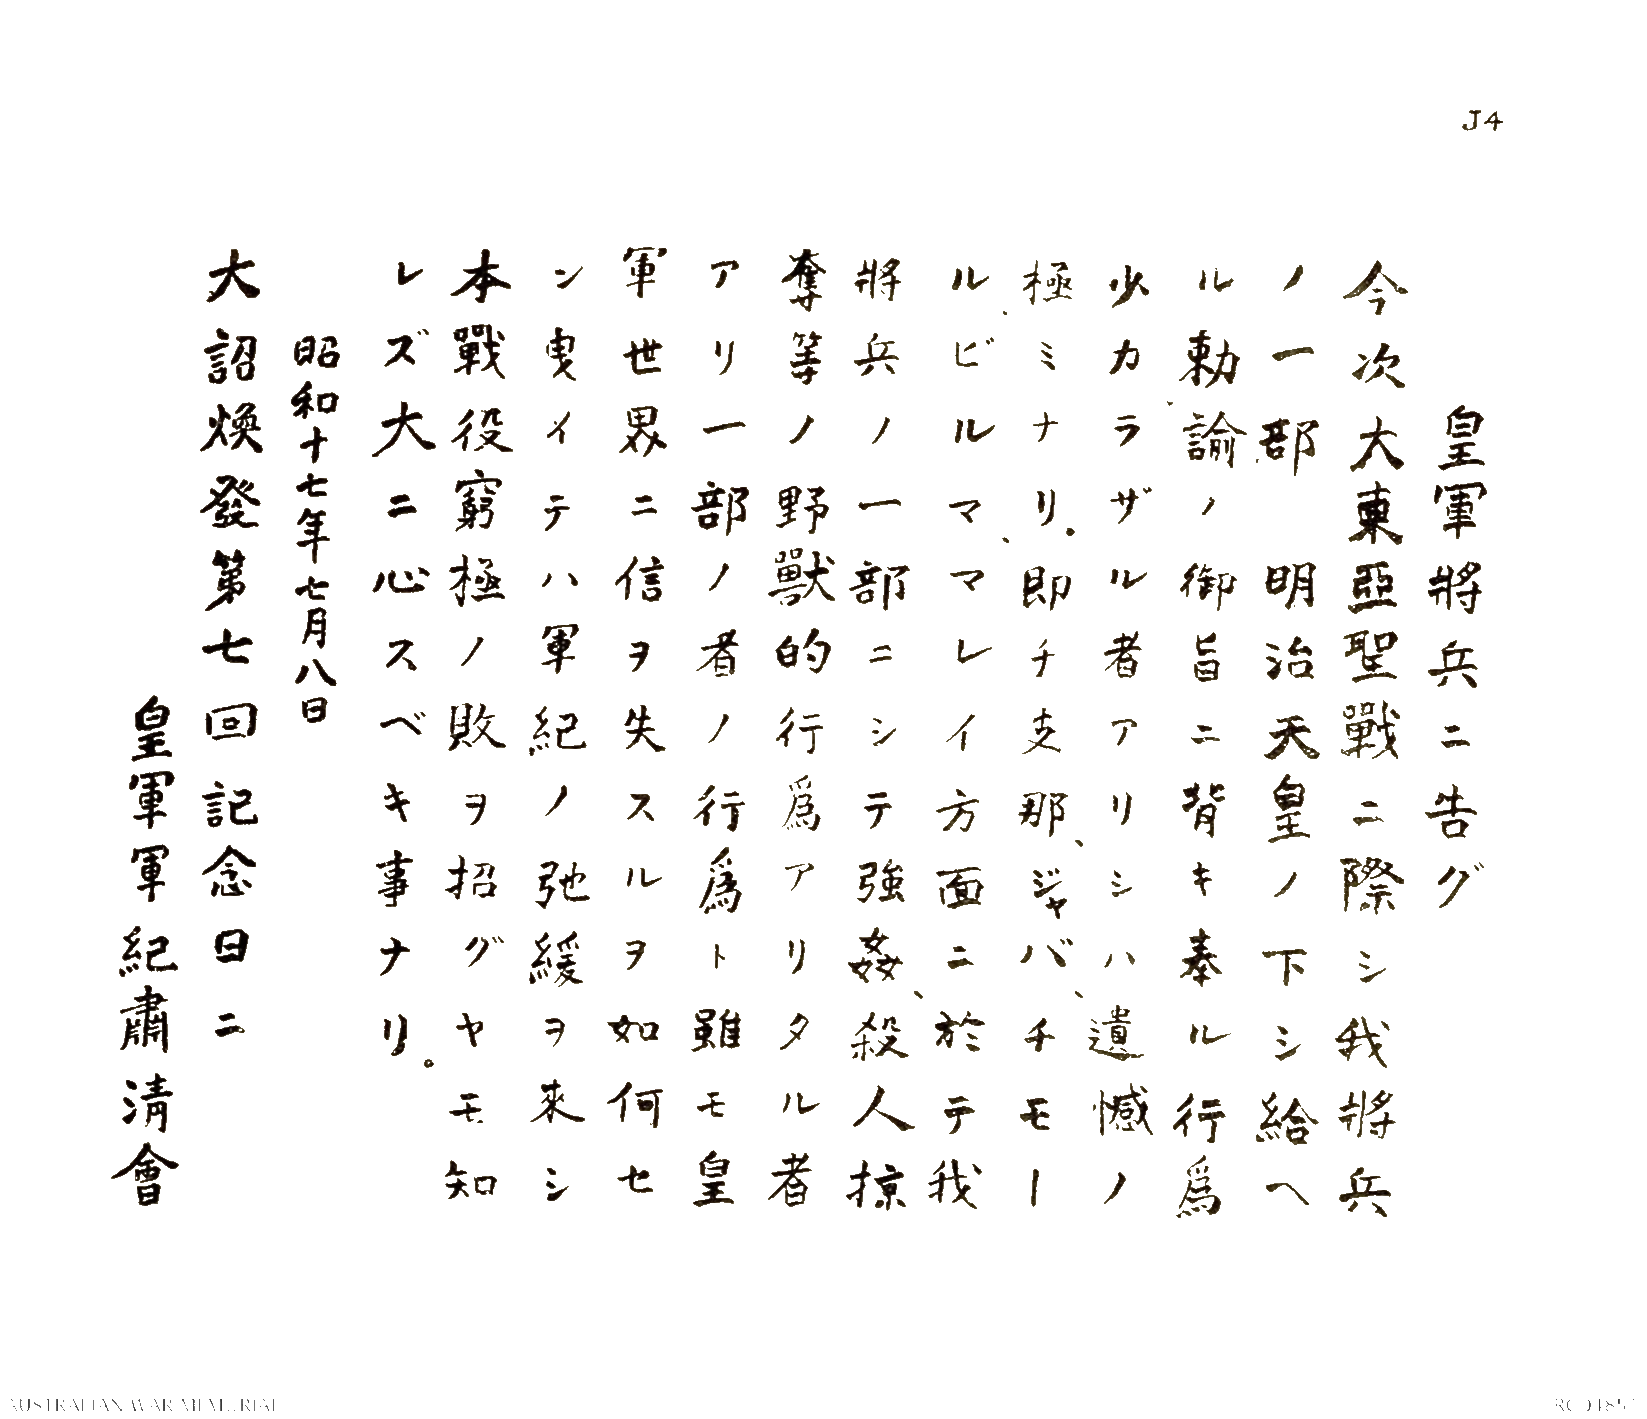 J4
皇軍將兵ニ告グ
今次大東亞聖戰ニ際シ我將兵
ノ一部 明治天皇ノ下シ給ヘ
ル勅諭ノ御旨ニ背キ奉ル行爲
少カラザル者アリシハ、遺憾ノ
極ミナリ。即チ支那、ジャバ、チモー
ル、ビルマ、マレイ方面ニ於テ我
將兵ノ一部ニシテ強姦、殺人掠
奪等ノ野獸的行爲アリタル者
アリ一部ノ者ノ行爲ト雖モ皇
軍世界ニ信ヲ失スルヲ如何セ
ン曳イテハ軍紀ノ弛緩ヲ來シ
本戰役窮極ノ敗ヲ招グヤモ知
レズ大ニ心スベキ事ナリ。
昭和十七年七月八日
大詔煥發第七回記念日ニ
皇軍軍紀肅淸會
AUSTRALIAN WAR MEMORIAL